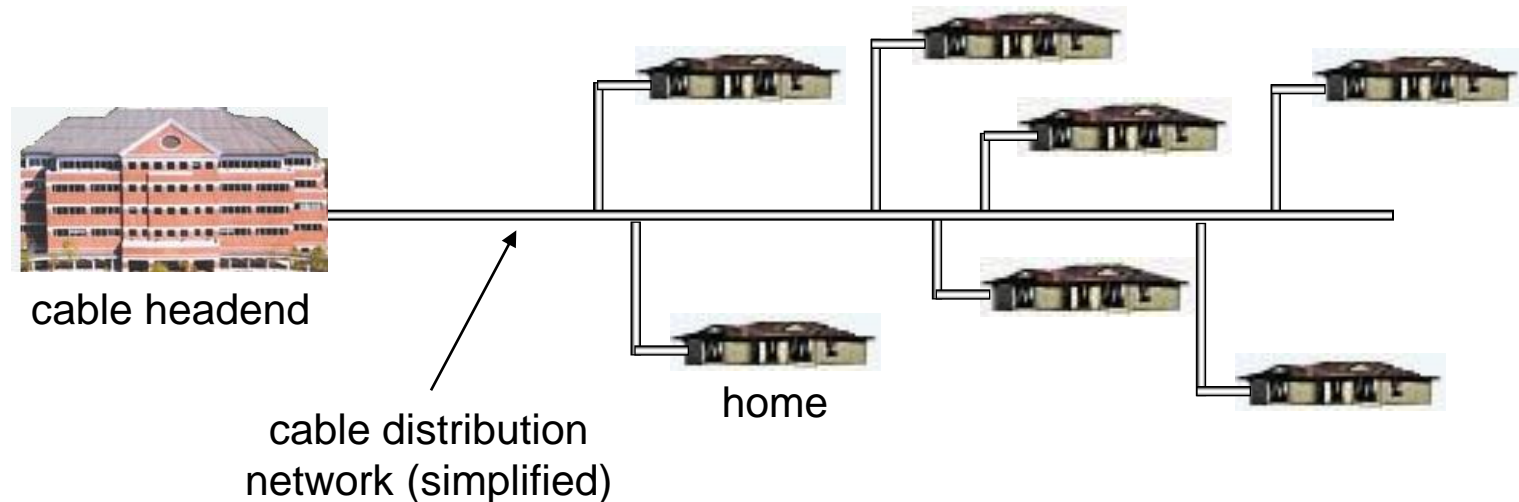 cable headend
home
cable distribution
network (simplified)